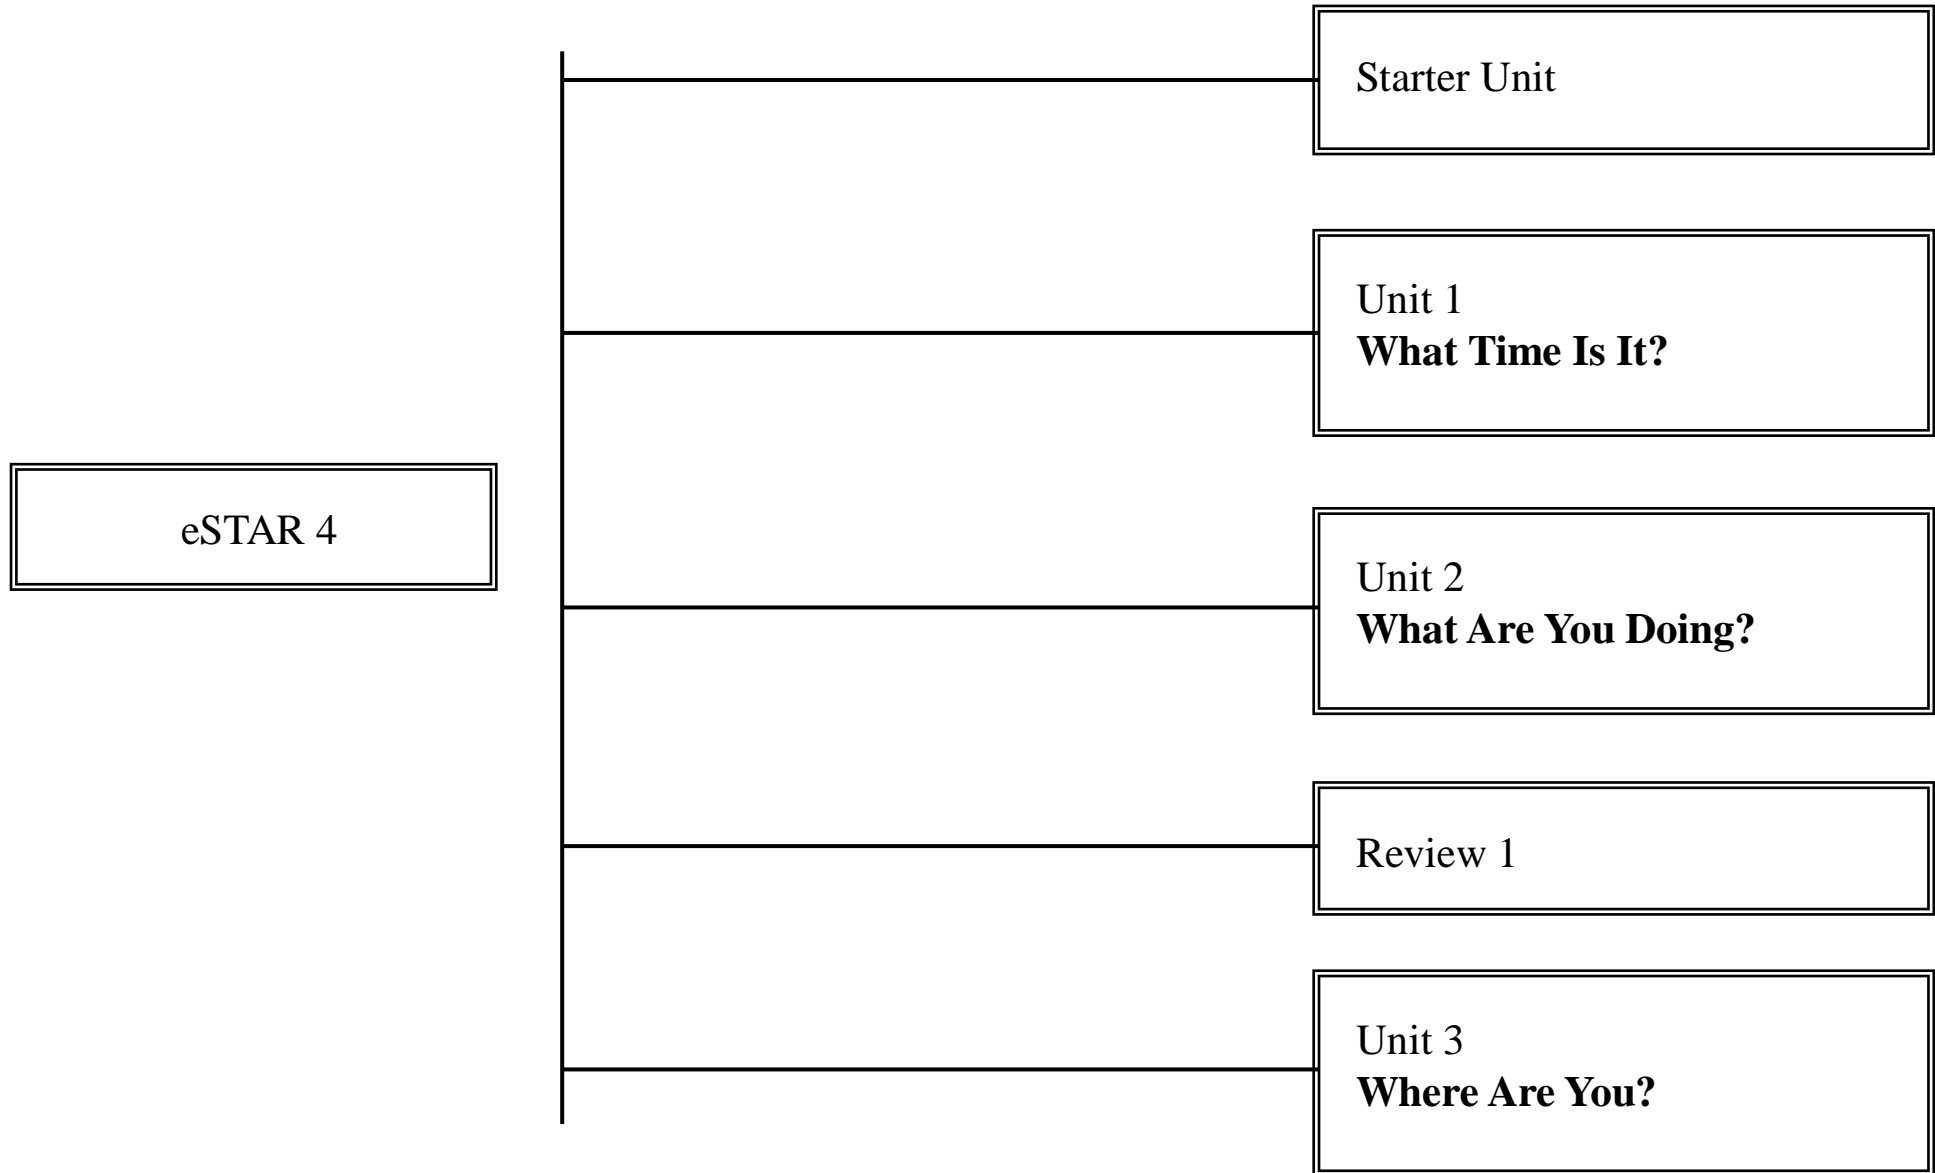 eSTAR 4
Starter Unit
Unit 1
What Time Is It?
Unit 2
What Are You Doing?
Review 1
Unit 3
Where Are You?